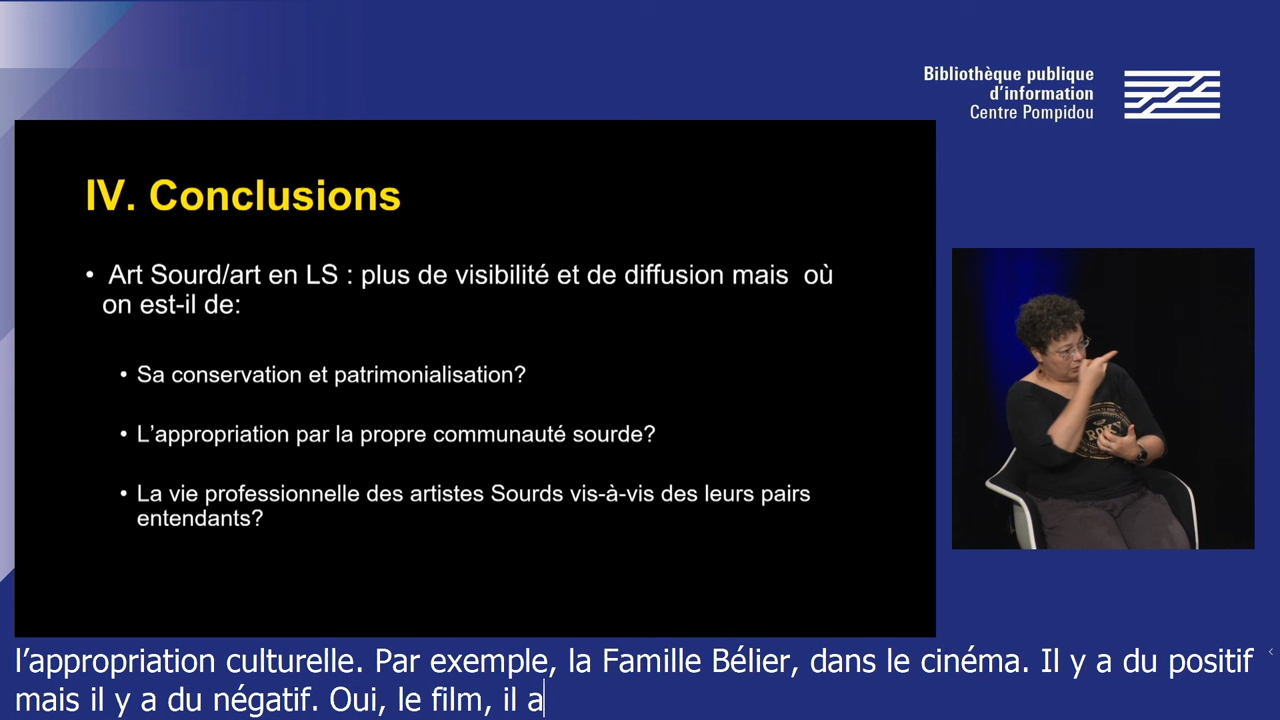 Bibliothèque publique
d'information
Centre Pompidou
IV. Conclusions
• Art Sourd/art en LS : plus de visibilité et de diffusion mais où
on est-il de:
• Sa conservation et patrimonialisation?
• L'appropriation par la propre communauté sourde?
• La vie professionnelle des artistes Sourds vis-à-vis des leurs pairs
entendants?
ROXY
l'appropriation culturelle. Par exemple, la Famille Bélier, dans le cinéma. Il y a du positif
mais il y a du négatif. Oui, le film, il a